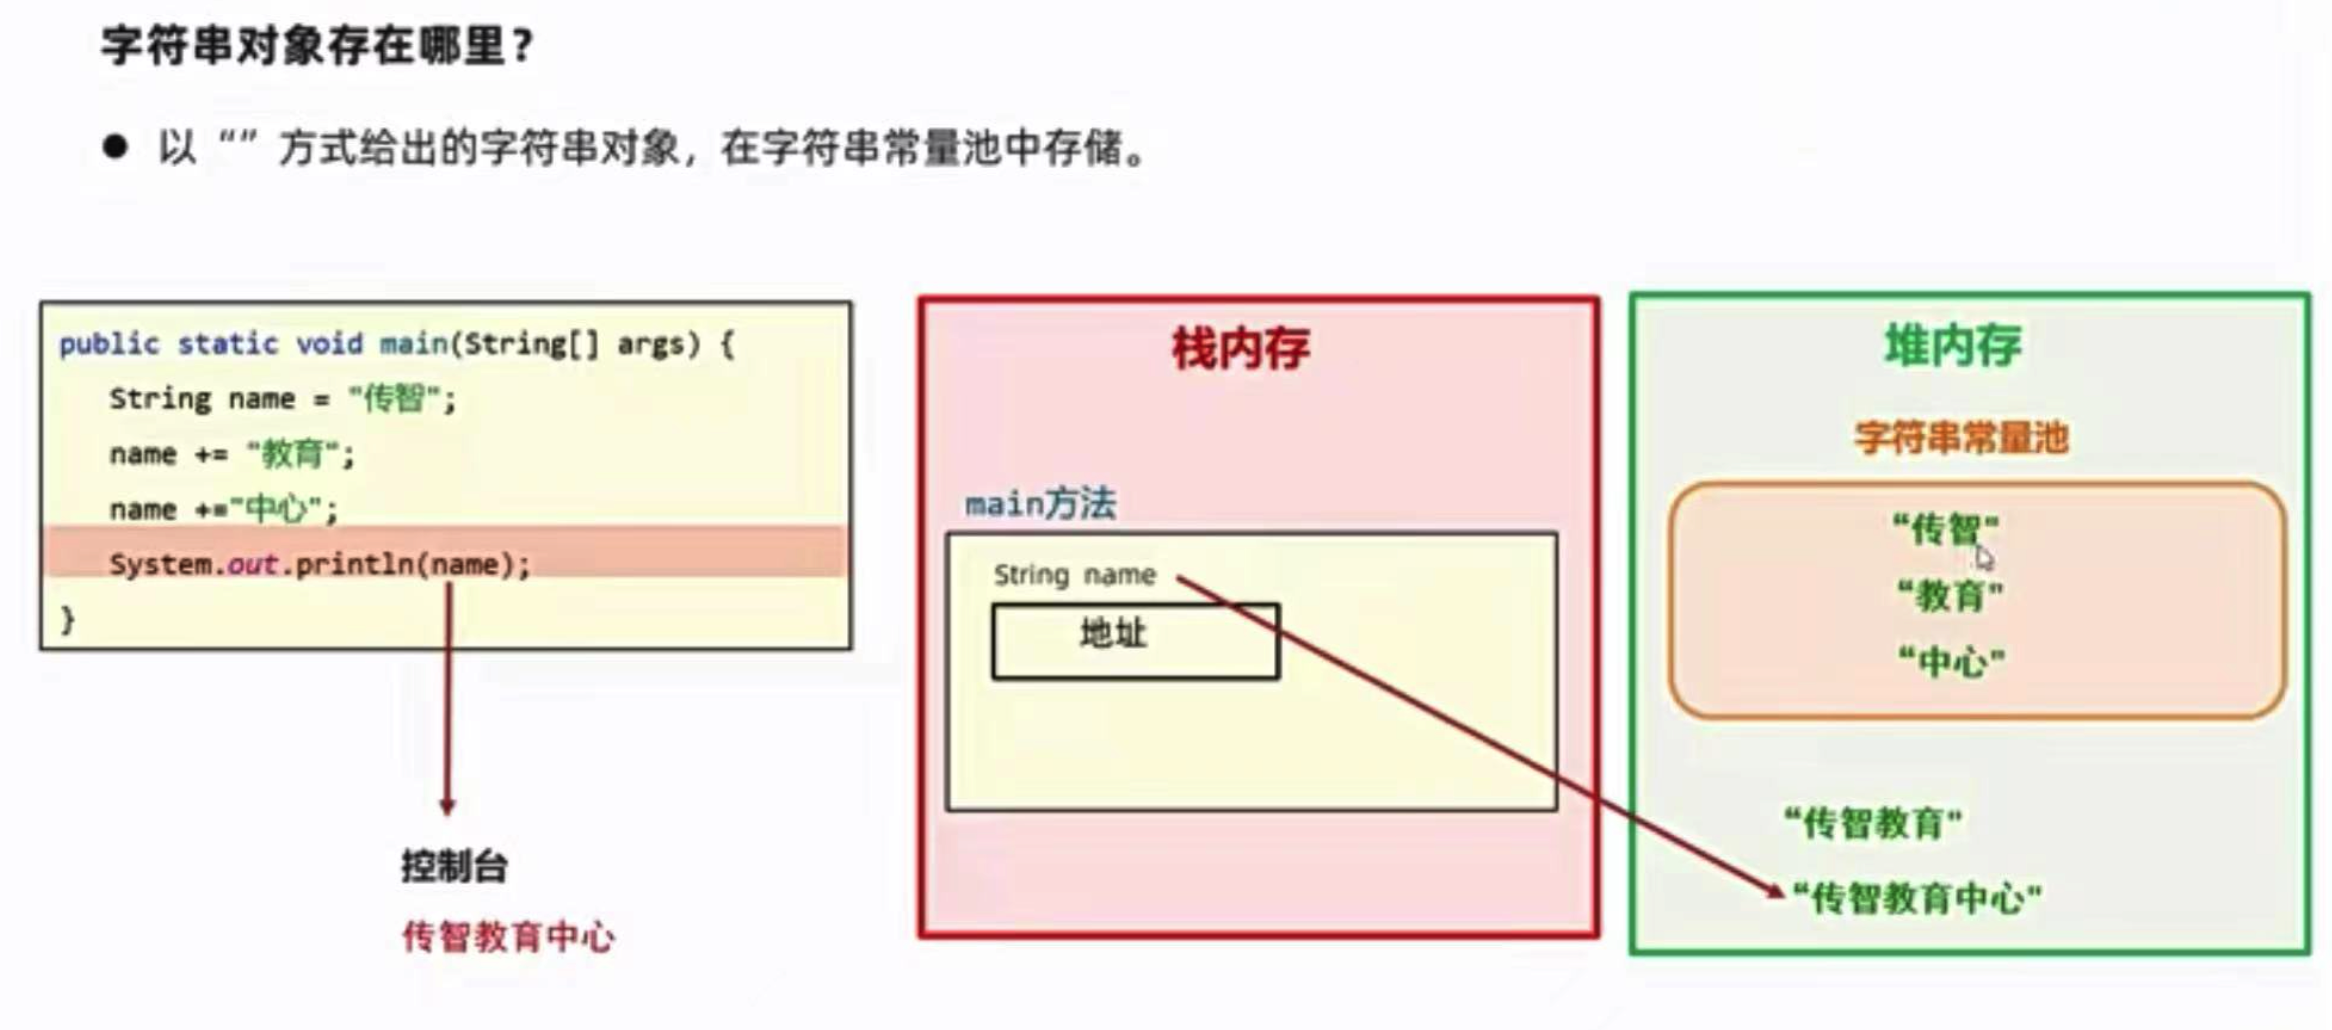 字符串对象存在哪里？
● 以“”方式给出的字符串对象，在字符串常量池中存储。
public static void main(String[] args) {
String name = "传智";
name += "教育";
name +="中心";
System.out.println(name);
}
控制台
传智教育中心
栈内存
main方法
String name
地址
堆内存
字符串常量池
“传智"
“教育"
“中心"
“传智教育"
“传智教育中心"